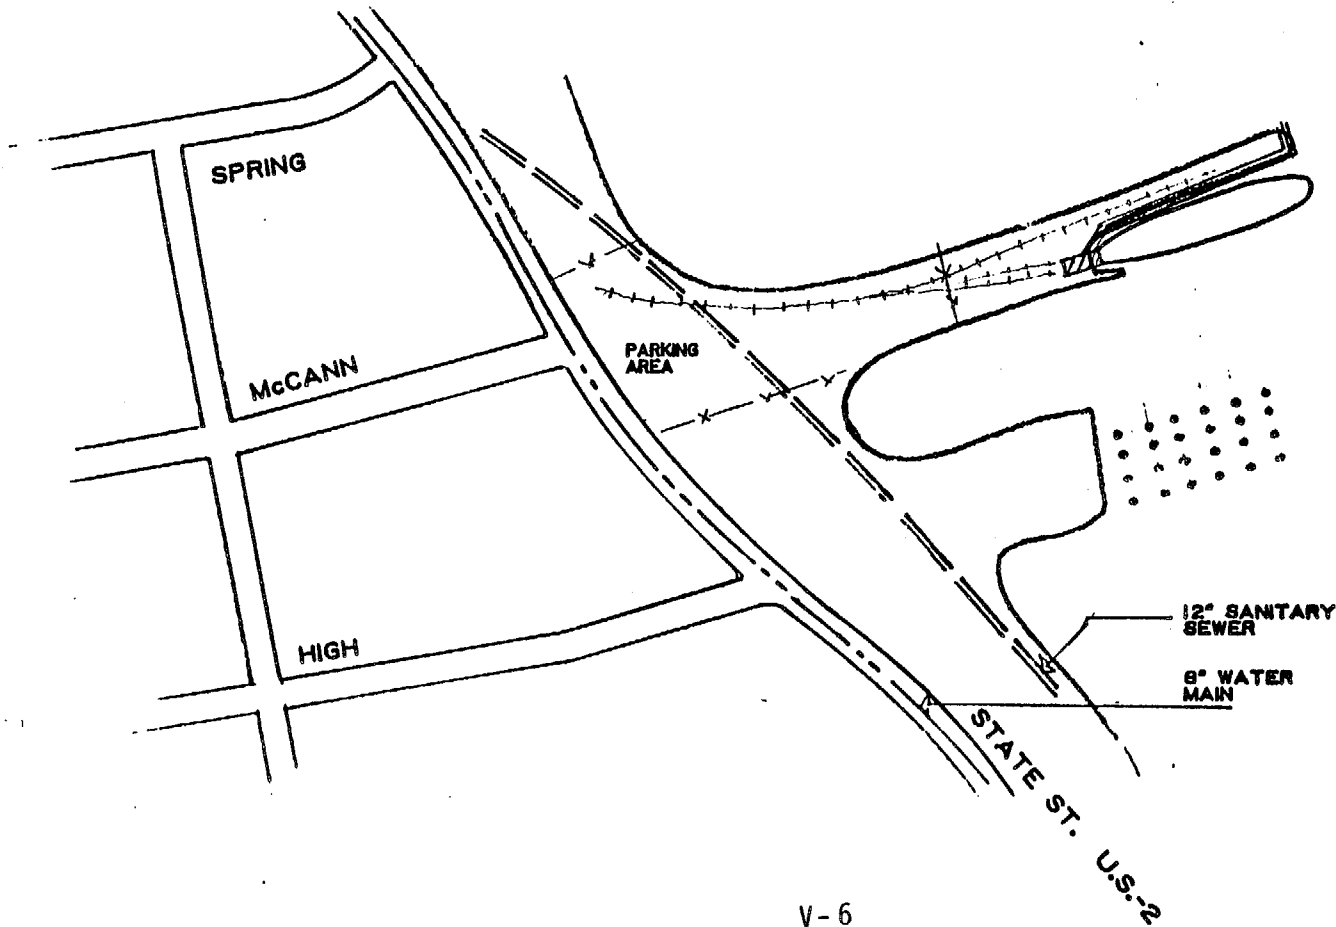 SPRING
McCANN
PARKING
AREA
HIGH
12" SANITARY
SEWER
8" WATER
MAIN
STATE ST. U.S.-2
V-6